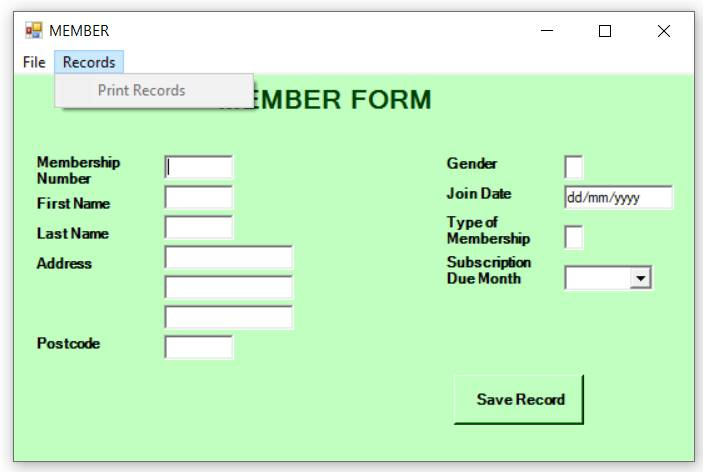 MEMBER
File Records
Print Records
EMBER FORM
Membership
Number
First Name
Last Name
Address
Postcode
Gender
Join Date
dd/mm/yyyy
Type of
Membership
Subscription
Due Month
Save Record